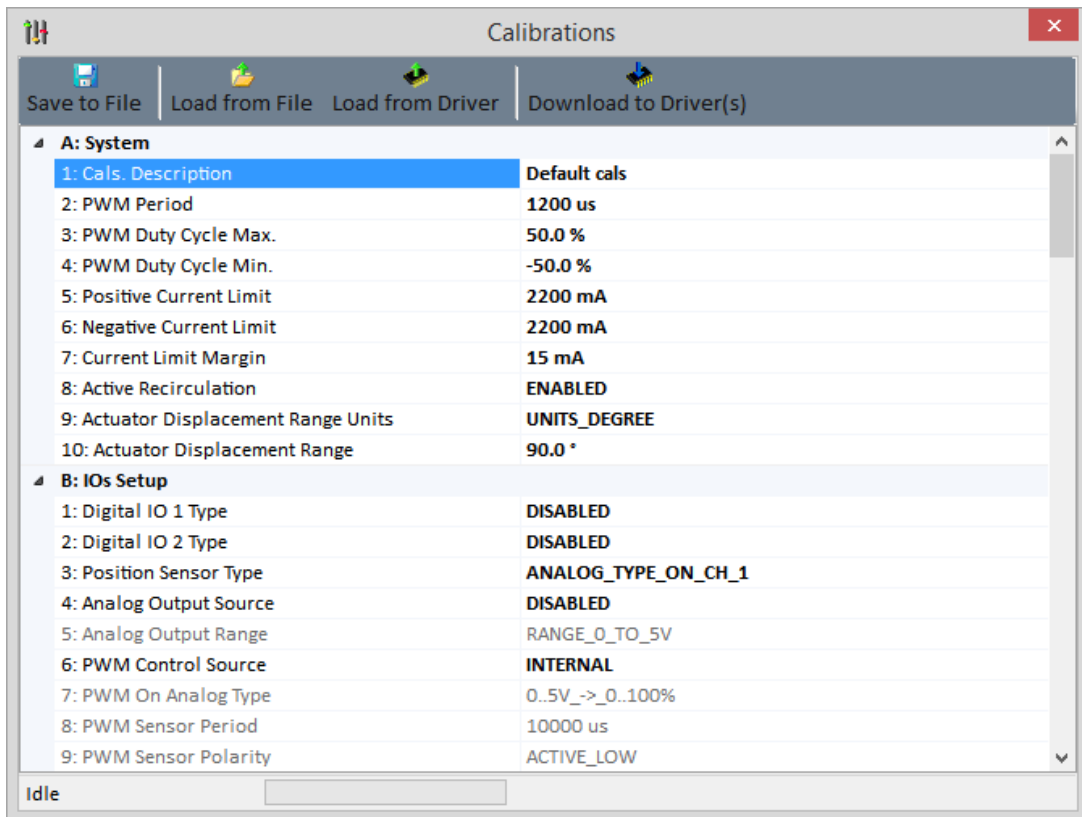 Calibrations
Save to File Load from File Load from Driver Download to Driver(s)
A: System
1: Cals. Description Default cals
2: PWM Period 1200 us
3: PWM Duty Cycle Max. 50.0 %
4: PWM Duty Cycle Min. -50.0 %
5: Positive Current Limit 2200 mA
6: Negative Current Limit 2200 mA
7: Current Limit Margin 15 mA
8: Active Recirculation ENABLED
9: Actuator Displacement Range Units UNITS_DEGREE
10: Actuator Displacement Range 90.0 °
B: IOs Setup
1: Digital IO 1 Type DISABLED
2: Digital IO 2 Type DISABLED
3: Position Sensor Type ANALOG_TYPE_ON_CH_1
4: Analog Output Source DISABLED
5: Analog Output Range RANGE_0_TO_5V
6: PWM Control Source INTERNAL
7: PWM On Analog Type 0..5V_->_0..100%
8: PWM Sensor Period 10000 us
9: PWM Sensor Polarity ACTIVE_LOW
Idle